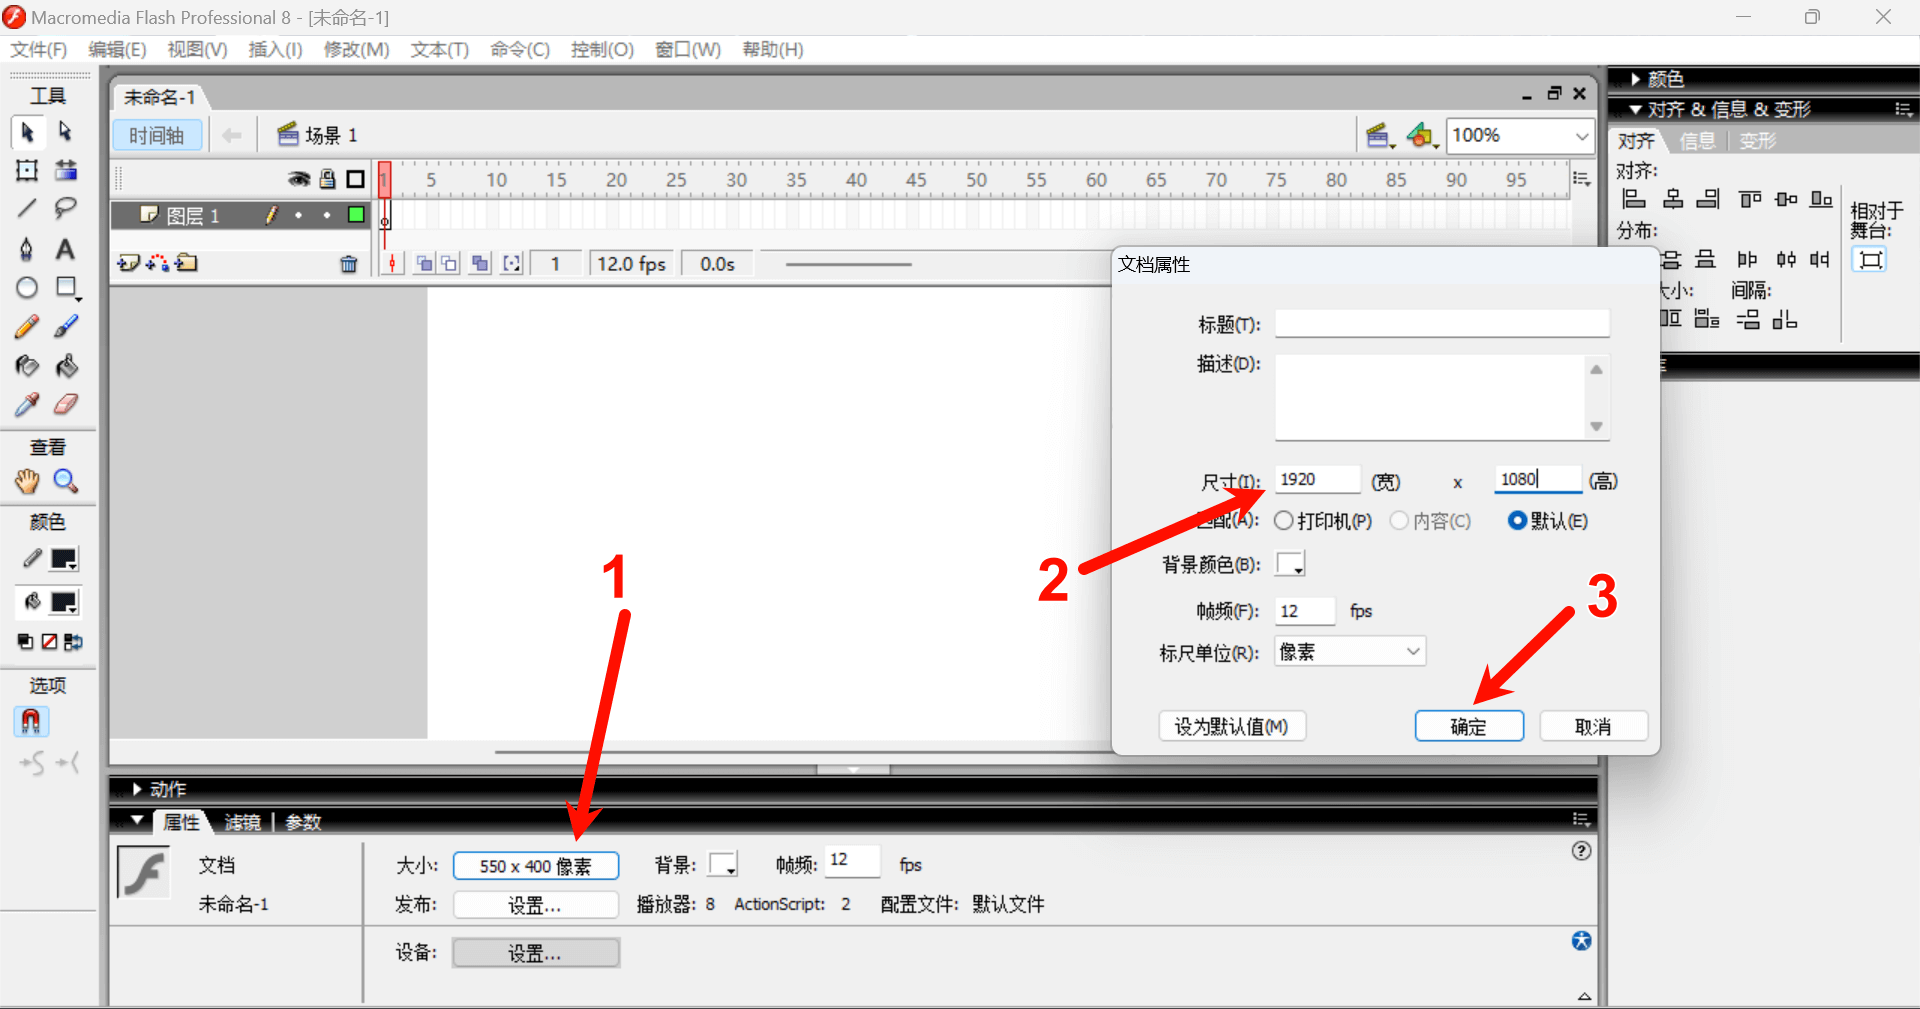 Macromedia Flash Professional 8 - [未命名-1]
文件(F) 编辑(E) 视图(V) 插入(I) 修改(M) 文本(T) 命令(C) 控制(O) 窗口(W) 帮助(H)
工具
查看
颜色
选项
未命名-1
时间轴 场景 1 100%
1 5 10 15 20 25 30 35 40 45 50 55 60 65 70 75 80 85 90 95
图层 1
1 12.0 fps 0.0s
颜色
对齐 & 信息 & 变形
对齐 信息 变形
对齐:
相对于
舞台:
分布:
大小: 间隔:
文档属性
标题(T):
描述(D):
尺寸(I): 1920 (宽) x 1080 (高)
匹配(A): 打印机(P) 内容(C) 默认(E)
背景颜色(B):
帧频(F): 12 fps
标尺单位(R): 像素
设为默认值(M) 确定 取消
1
2
3
动作
属性 滤镜 参数
文档
未命名-1
大小: 550 x 400 像素 背景: 帧频: 12 fps
发布: 设置... 播放器: 8 ActionScript: 2 配置文件: 默认文件
设备: 设置...